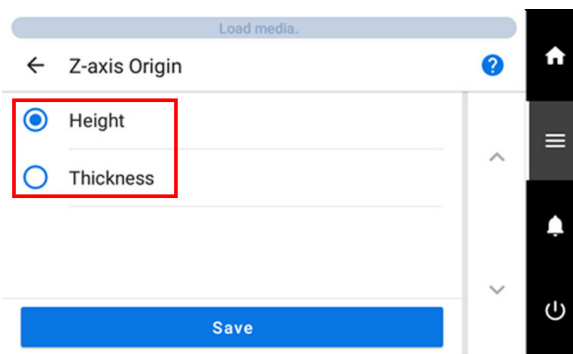 Load media.
Z-axis Origin
?
Height
Thickness
Save